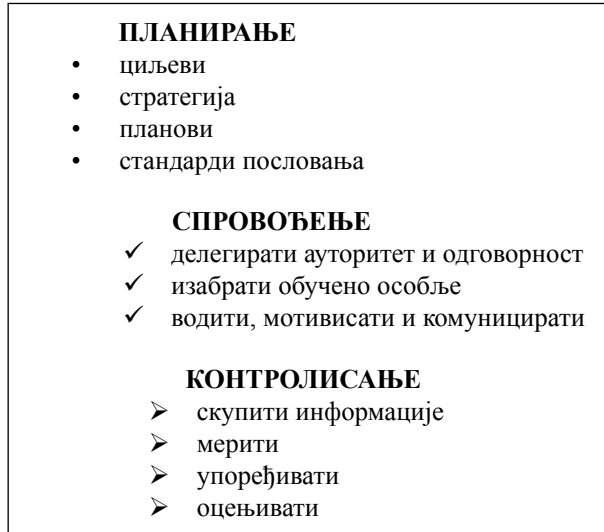 ПЛАНИРАЊЕ
• циљеви
• стратегија
• планови
• стандарди пословања
СПРОВОЂЕЊЕ
✓ делегирати ауторитет и одговорност
✓ изабрати обучено особље
✓ водити, мотивисати и комуницирати
КОНТРОЛИСАЊЕ
➢ скупити информације
➢ мерити
➢ упоређивати
➢ оцењивати